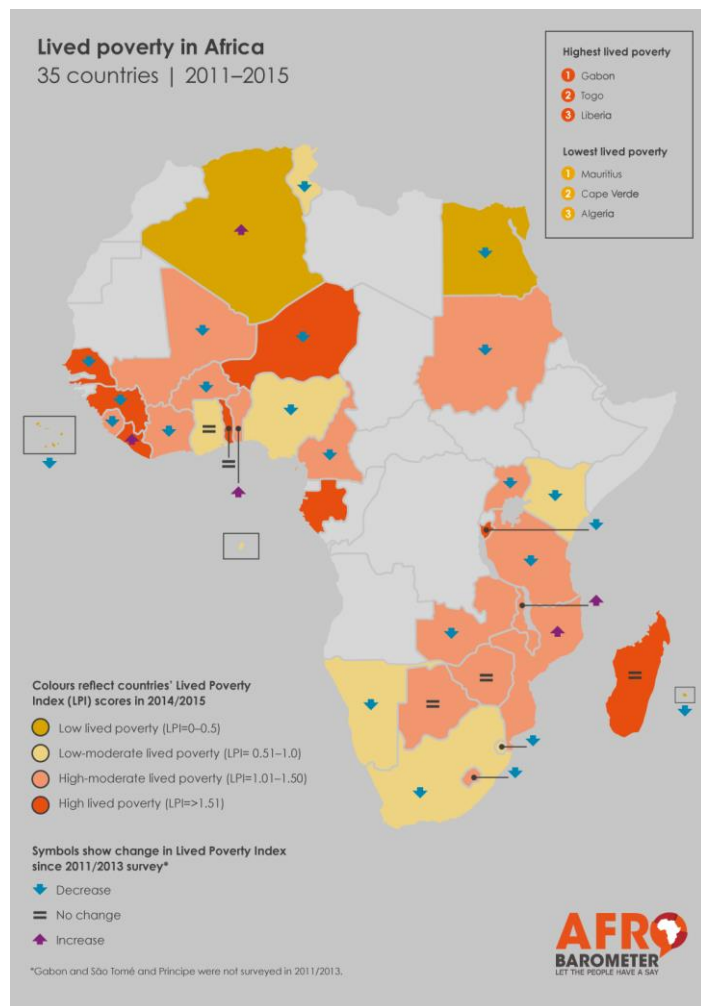 Lived poverty in Africa
35 countries | 2011–2015
Highest lived poverty
1 Gabon
2 Togo
3 Liberia
Lowest lived poverty
1 Mauritius
2 Cape Verde
3 Algeria
Colours reflect countries' Lived Poverty
Index (LPI) scores in 2014/2015
Low lived poverty (LPI=0–0.5)
Low-moderate lived poverty (LPI= 0.51–1.0)
High-moderate lived poverty (LPI=1.01–1.50)
High lived poverty (LPI=>1.51)
Symbols show change in Lived Poverty Index
since 2011/2013 survey*
Decrease
= No change
Increase
*Gabon and São Tomé and Príncipe were not surveyed in 2011/2013.
AFRO
BAROMETER
LET THE PEOPLE HAVE A SAY